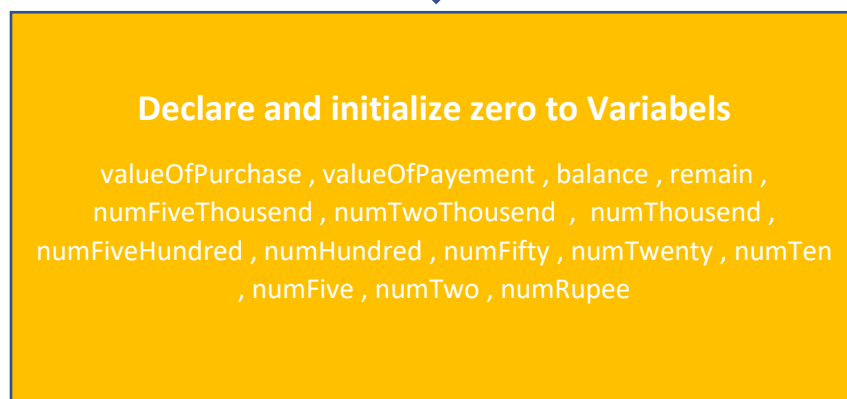 Declare and initialize zero to Variabels
valueOfPurchase , valueOfPayement , balance , remain ,
numFiveThousend , numTwoThousend , numThousend ,
numFiveHundred , numHundred , numFifty , numTwenty , numTen
, numFive , numTwo , numRupee